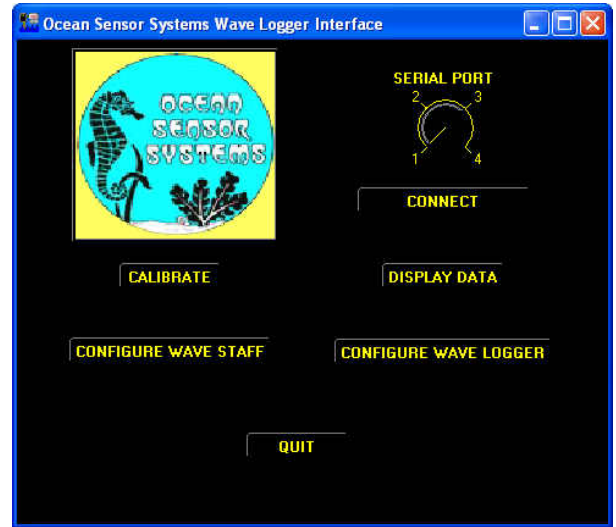 Ocean Sensor Systems Wave Logger Interface
OCEAN
SENSOR
SYSTEMS
SERIAL PORT
2 3
1 4
CONNECT
CALIBRATE
DISPLAY DATA
CONFIGURE WAVE STAFF
CONFIGURE WAVE LOGGER
QUIT